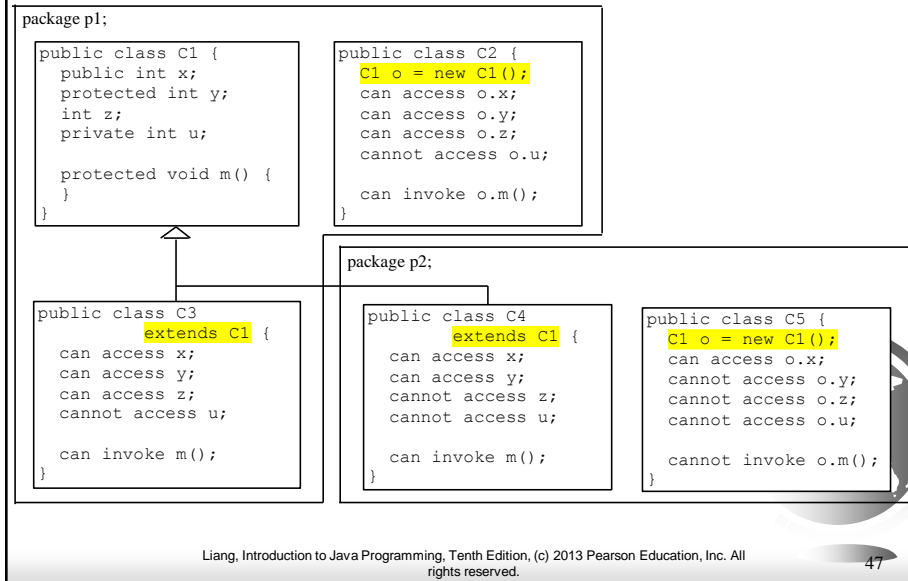 package p1;
public class C1 {
public int x;
protected int y;
int z;
private int u;
protected void m() {
}
}
public class C2 {
C1 o = new C1();
can access o.x;
can access o.y;
can access o.z;
cannot access o.u;
can invoke o.m();
}
public class C3
extends C1 {
can access x;
can access y;
can access z;
cannot access u;
can invoke m();
}
package p2;
public class C4
extends C1 {
can access x;
can access y;
cannot access z;
cannot access u;
can invoke m();
}
public class C5 {
C1 o = new C1();
can access o.x;
cannot access o.y;
cannot access o.z;
cannot access o.u;
cannot invoke o.m();
}
Liang, Introduction to Java Programming, Tenth Edition, (c) 2013 Pearson Education, Inc. All
rights reserved.
47